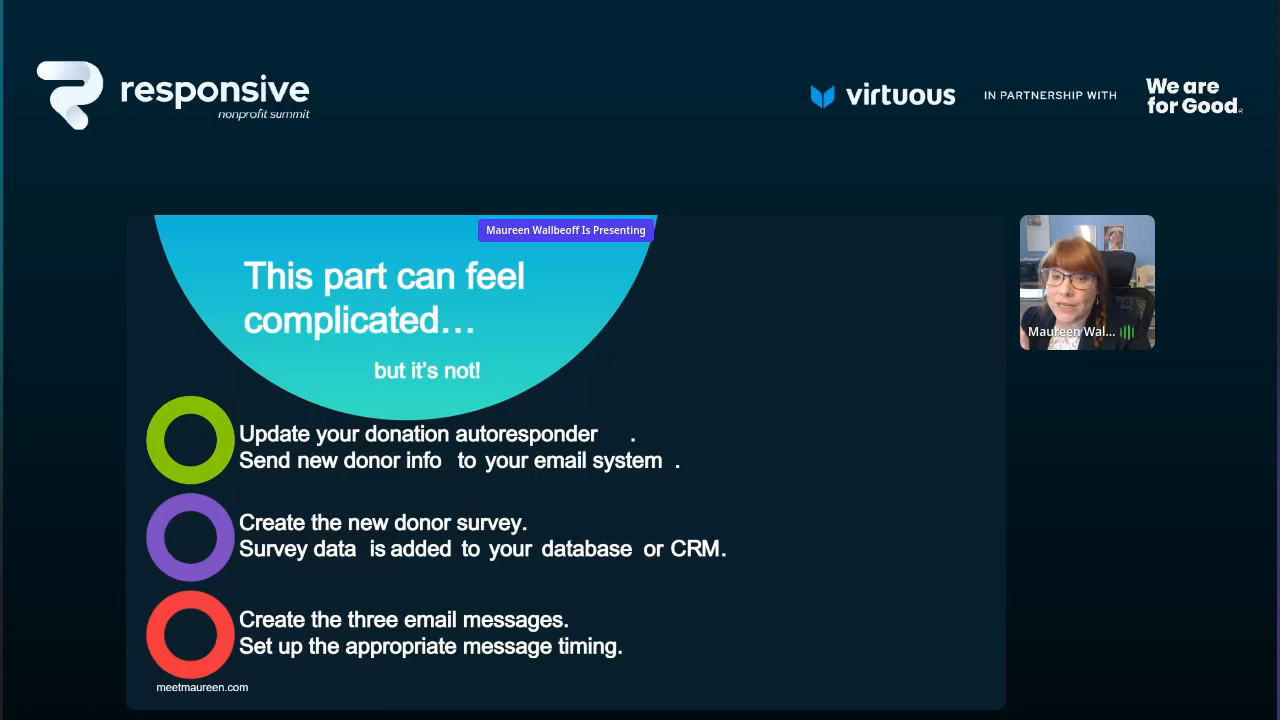 responsive
nonprofit summit
virtuous
IN PARTNERSHIP WITH
We are
for Good.
Maureen Wallbeoff Is Presenting
This part can feel
complicated…
but it's not!
Update your donation autoresponder .
Send new donor info to your email system .
Create the new donor survey.
Survey data is added to your database or CRM.
Create the three email messages.
Set up the appropriate message timing.
meetmaureen.com
Maureen Wal...